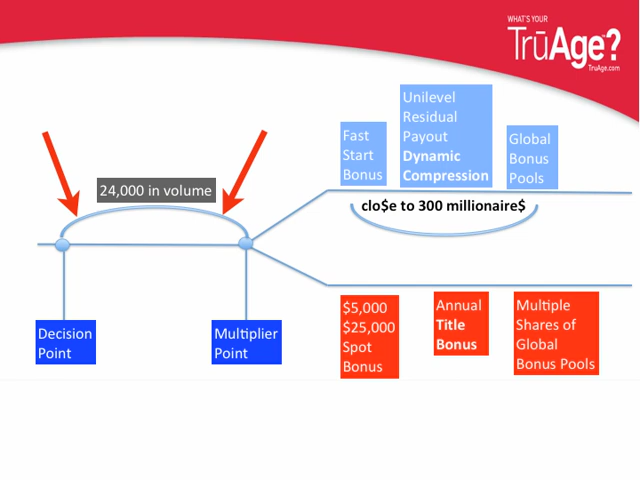 WHAT'S YOUR
TrūAge?™
TruAge.com
Unilevel
Residual
Payout
Dynamic
Compression
Fast
Start
Bonus
Global
Bonus
Pools
24,000 in volume
clo$e to 300 millionaire$
Decision
Point
Multiplier
Point
$5,000
$25,000
Spot
Bonus
Annual
Title
Bonus
Multiple
Shares of
Global
Bonus Pools